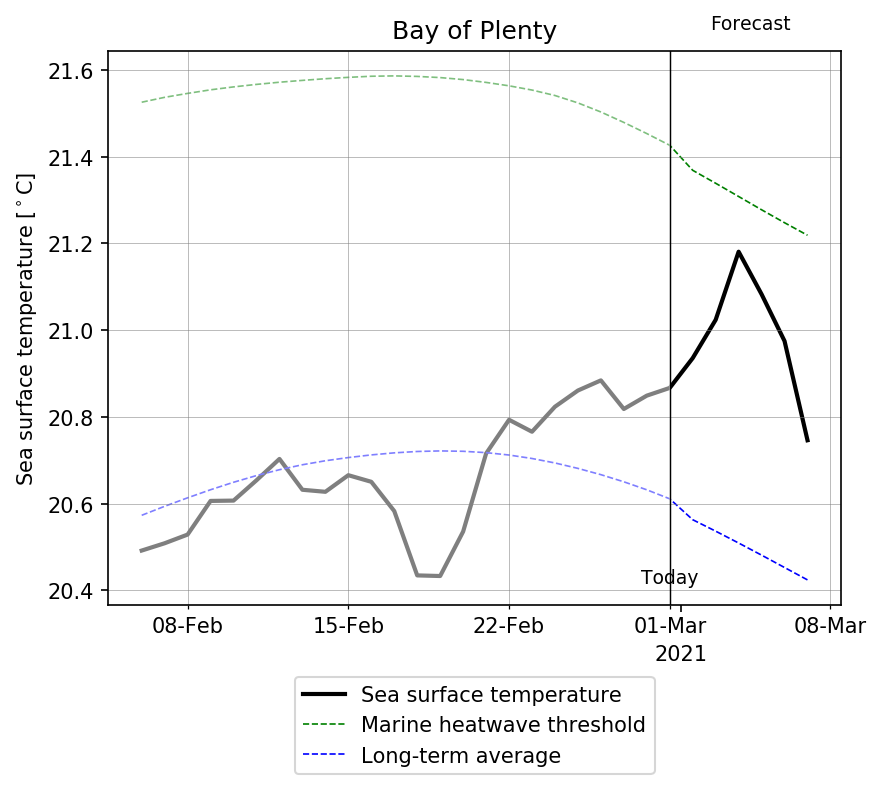 Forecast
Bay of Plenty
Sea surface temperature [°C]
21.6
21.4
21.2
21.0
20.8
20.6
20.4
Today
08-Feb 15-Feb 22-Feb 01-Mar 08-Mar
2021
Sea surface temperature
Marine heatwave threshold
Long-term average